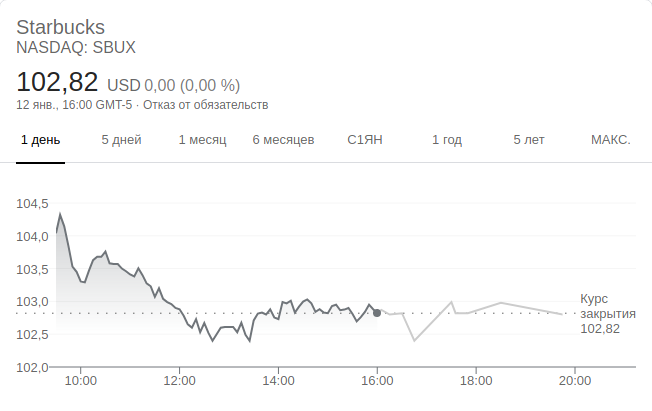 Starbucks
NASDAQ: SBUX
102,82 USD 0,00 (0,00 %)
12 янв., 16:00 GMT-5 · Отказ от обязательств
1 день 5 дней 1 месяц 6 месяцев С1ЯН 1 год 5 лет МАКС.
104,5
104,0
103,5
103,0
102,5
102,0
Курс
закрытия
102,82
10:00 12:00 14:00 16:00 18:00 20:00